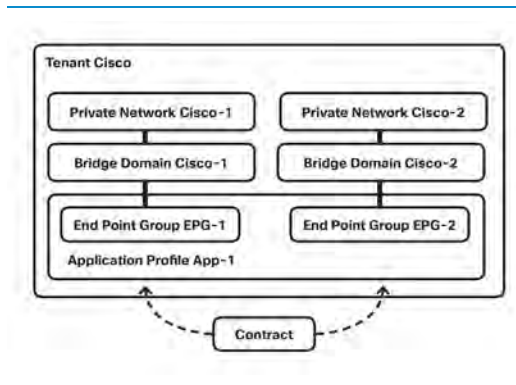 Tenant Cisco
Private Network Cisco-1
Private Network Cisco-2
Bridge Domain Cisco-1
Bridge Domain Cisco-2
End Point Group EPG-1
End Point Group EPG-2
Application Profile App-1
Contract